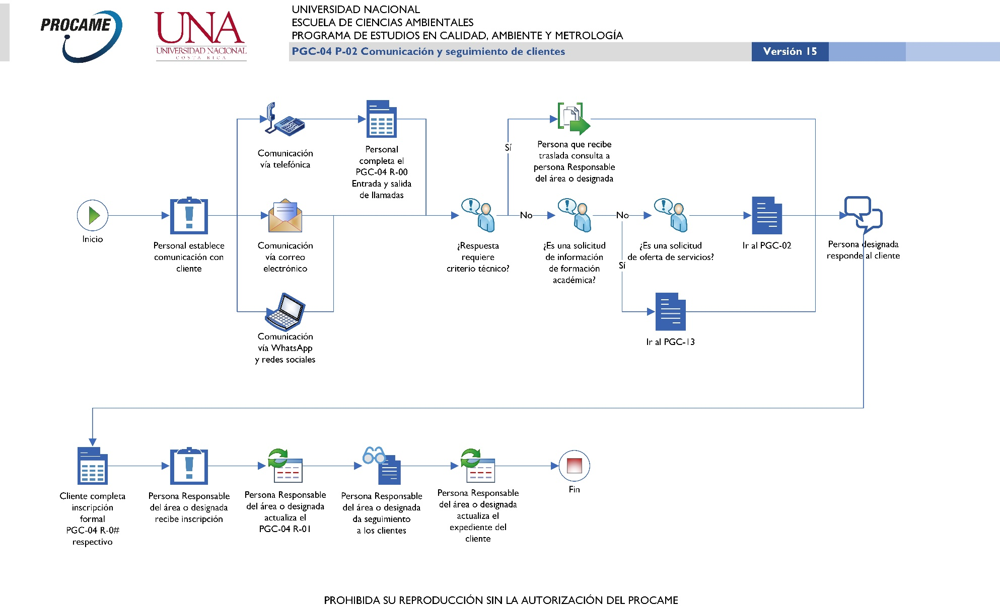 PROCAME
UNA
UNIVERSIDAD NACIONAL
COSTA RICA
UNIVERSIDAD NACIONAL
ESCUELA DE CIENCIAS AMBIENTALES
PROGRAMA DE ESTUDIOS EN CALIDAD, AMBIENTE Y METROLOGÍA
PGC-04 P-02 Comunicación y seguimiento de clientes
Versión 15
Inicio
Personal establece
comunicación con
cliente
Comunicación
vía telefónica
Personal
completa el
PGC-04 R-00
Entrada y salida
de llamadas
Comunicación
vía correo
electrónico
Comunicación
vía WhatsApp
y redes sociales
¿Respuesta
requiere
criterio técnico?
Sí
Persona que recibe
traslada consulta a
persona Responsable
del área o designada
No
¿Es una solicitud
de información
de formación
académica?
No
Sí
¿Es una solicitud
de oferta de servicios?
Ir al PGC-02
Ir al PGC-13
Persona designada
responde al cliente
Cliente completa
inscripción
formal
PGC-04 R-0#
respectivo
Persona Responsable
del área o designada
recibe inscripción
Persona Responsable
del área o designada
actualiza el
PGC-04 R-01
Persona Responsable
del área o designada
da seguimiento
a los clientes
Persona Responsable
del área o designada
actualiza el
expediente del
cliente
Fin
PROHIBIDA SU REPRODUCCIÓN SIN LA AUTORIZACIÓN DEL PROCAME